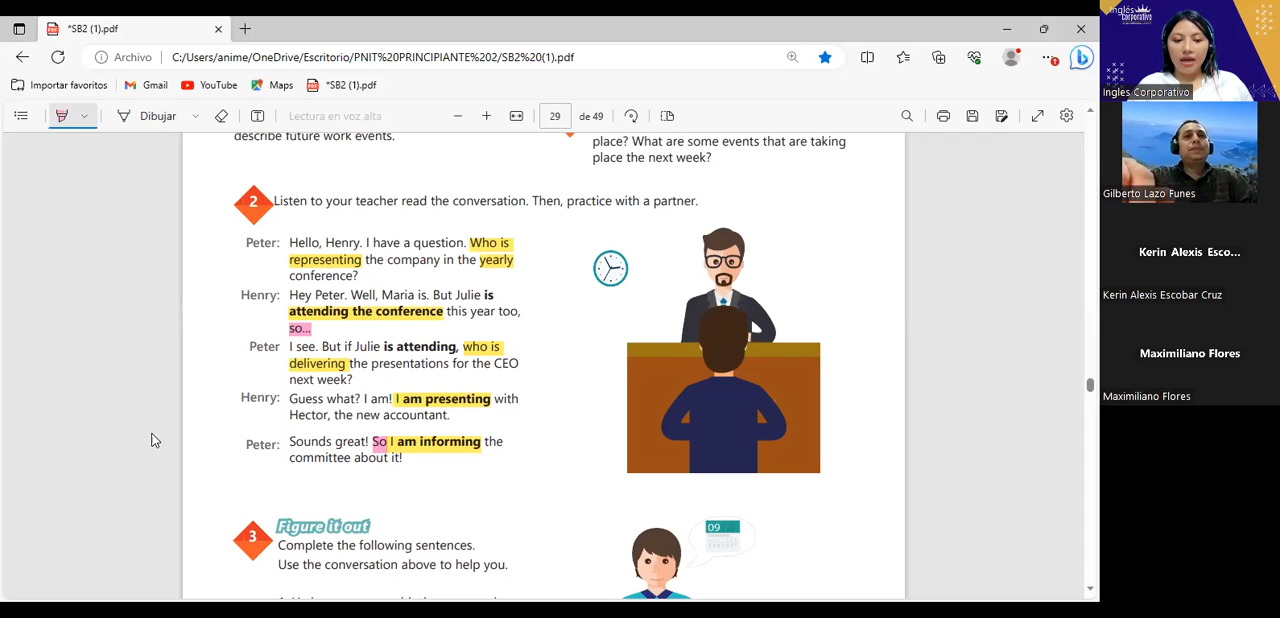 *SB2 (1).pdf
Archivo
C:/Users/anime/OneDrive/Escritorio/PNIT%20PRINCIPIANTE%202/SB2%20(1).pdf
Importar favoritos
Gmail
YouTube
Maps
*SB2 (1).pdf
Dibujar
Lectura en voz alta
29
de 49
describe future work events.
place? What are some events that are taking
place the next week?
2
Listen to your teacher read the conversation. Then, practice with a partner.
Peter: Hello, Henry. I have a question. Who is
representing the company in the yearly
conference?
Henry: Hey Peter. Well, Maria is. But Julie is
attending the conference this year too,
so...
Peter I see. But if Julie is attending, who is
delivering the presentations for the CEO
next week?
Henry: Guess what? I am! I am presenting with
Hector, the new accountant.
Peter: Sounds great! So I am informing the
committee about it!
3
Figure it out
Complete the following sentences.
Use the conversation above to help you.
09
Inglés
Corporativo
Ingles Corporativo
Gilberto Lazo Funes
Kerin Alexis Esco...
Kerin Alexis Escobar Cruz
Maximiliano Flores
Maximiliano Flores